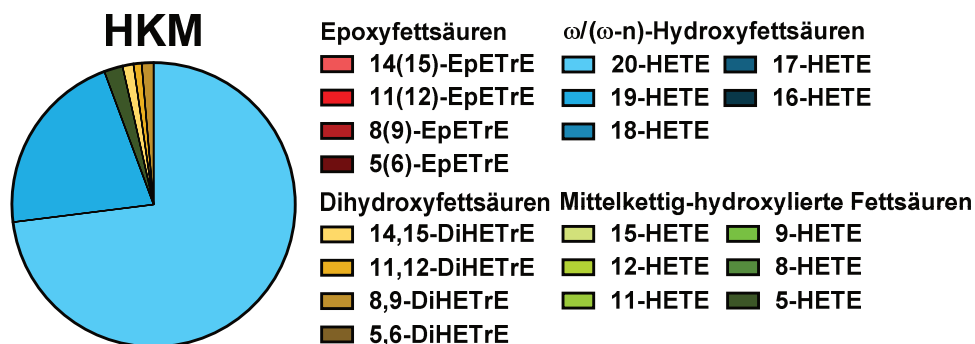 HKM
Epoxyfettsäuren
14(15)-EpETrE
11(12)-EpETrE
8(9)-EpETrE
5(6)-EpETrE
ω/(ω-n)-Hydroxyfettsäuren
20-HETE
19-HETE
18-HETE
17-HETE
16-HETE
Dihydroxyfettsäuren
14,15-DiHETrE
11,12-DiHETrE
8,9-DiHETrE
5,6-DiHETrE
Mittelkettig-hydroxylierte Fettsäuren
15-HETE
12-HETE
11-HETE
9-HETE
8-HETE
5-HETE